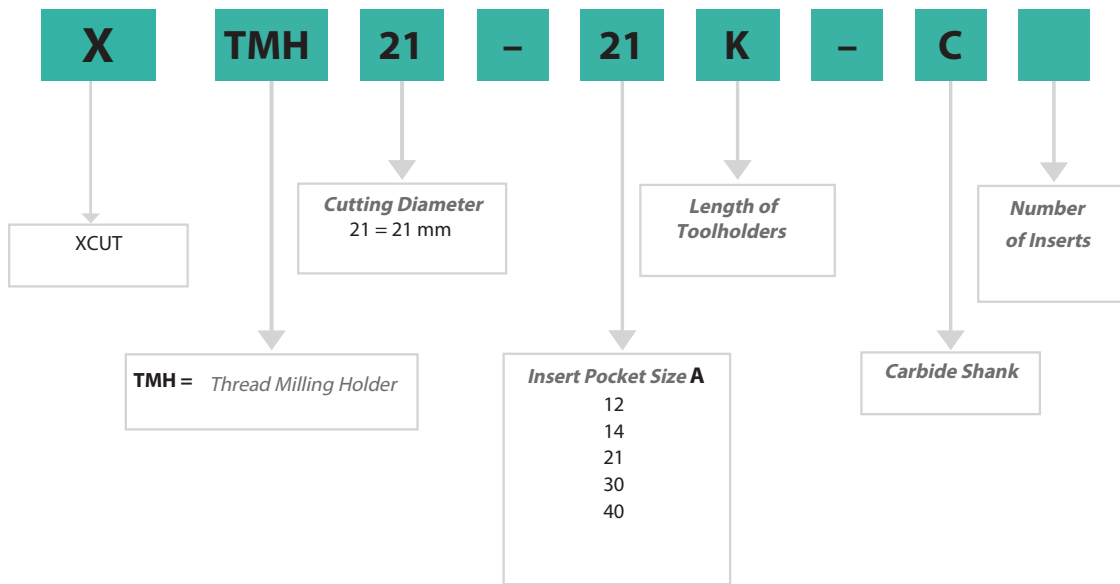 X TMH 21 – 21 K – C
XCUT
TMH = Thread Milling Holder
Cutting Diameter
21 = 21 mm
Insert Pocket Size A
12
14
21
30
40
Length of
Toolholders
Carbide Shank
Number
of Inserts